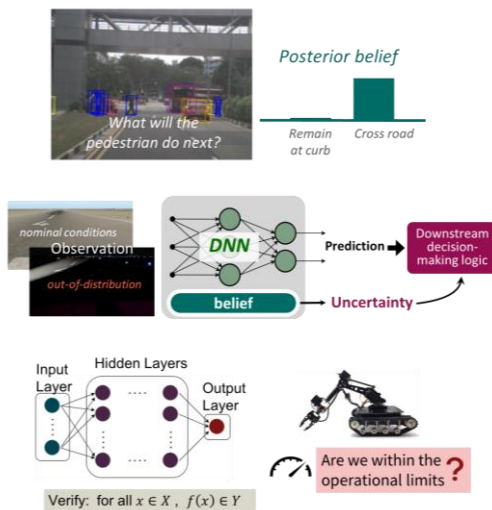 What will the
pedestrian do next?
Posterior belief
Remain
at curb
Cross road
nominal conditions
Observation
out-of-distribution
DNN
belief
Prediction
Uncertainty
Downstream
decision-
making logic
Input
Layer
Hidden Layers
Output
Layer
Verify: for all x ∈ X , f(x) ∈ Y
Are we within the
operational limits ?